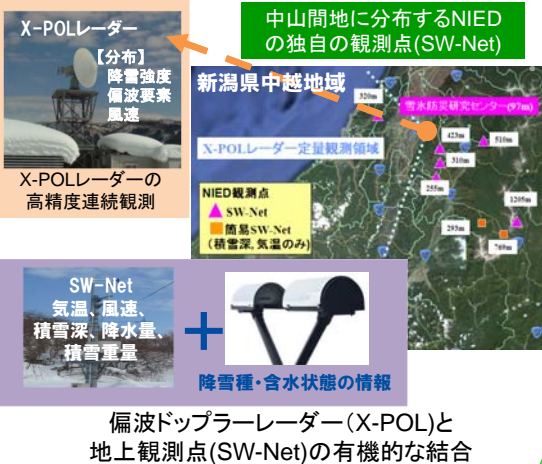 X-POLレーダー
【分布】
降雪強度
偏波要素
風速
X-POLレーダーの
高精度連続観測
中山間地に分布するNIED
の独自の観測点(SW-Net)
新潟県中越地域
320m
雪氷防災研究センター(97m)
423m
510m
X-POLレーダー定量観測領域
310m
255m
NIED観測点
SW-Net
簡易SW-Net
(積雪深,気温のみ)
1205m
293m
769m
SW-Net
気温、風速、
積雪深、降水量、
積雪重量
+
降雪種・含水状態の情報
偏波ドップラーレーダー(X-POL)と
地上観測点(SW-Net)の有機的な結合